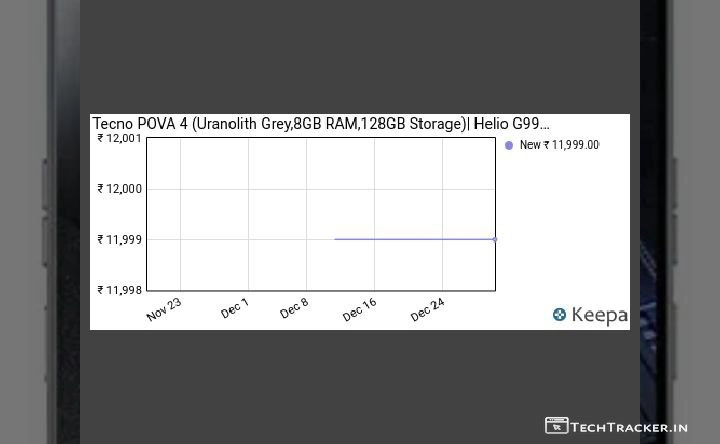 Tecno POVA 4 (Uranolith Grey,8GB RAM,128GB Storage)| Helio G99...
₹ 12,001
New ₹ 11,999.00
₹ 12,000
₹ 11,999
₹ 11,998
Nov 23
Dec 1
Dec 8
Dec 16
Dec 24
Keepa
TECHTRACKER.IN